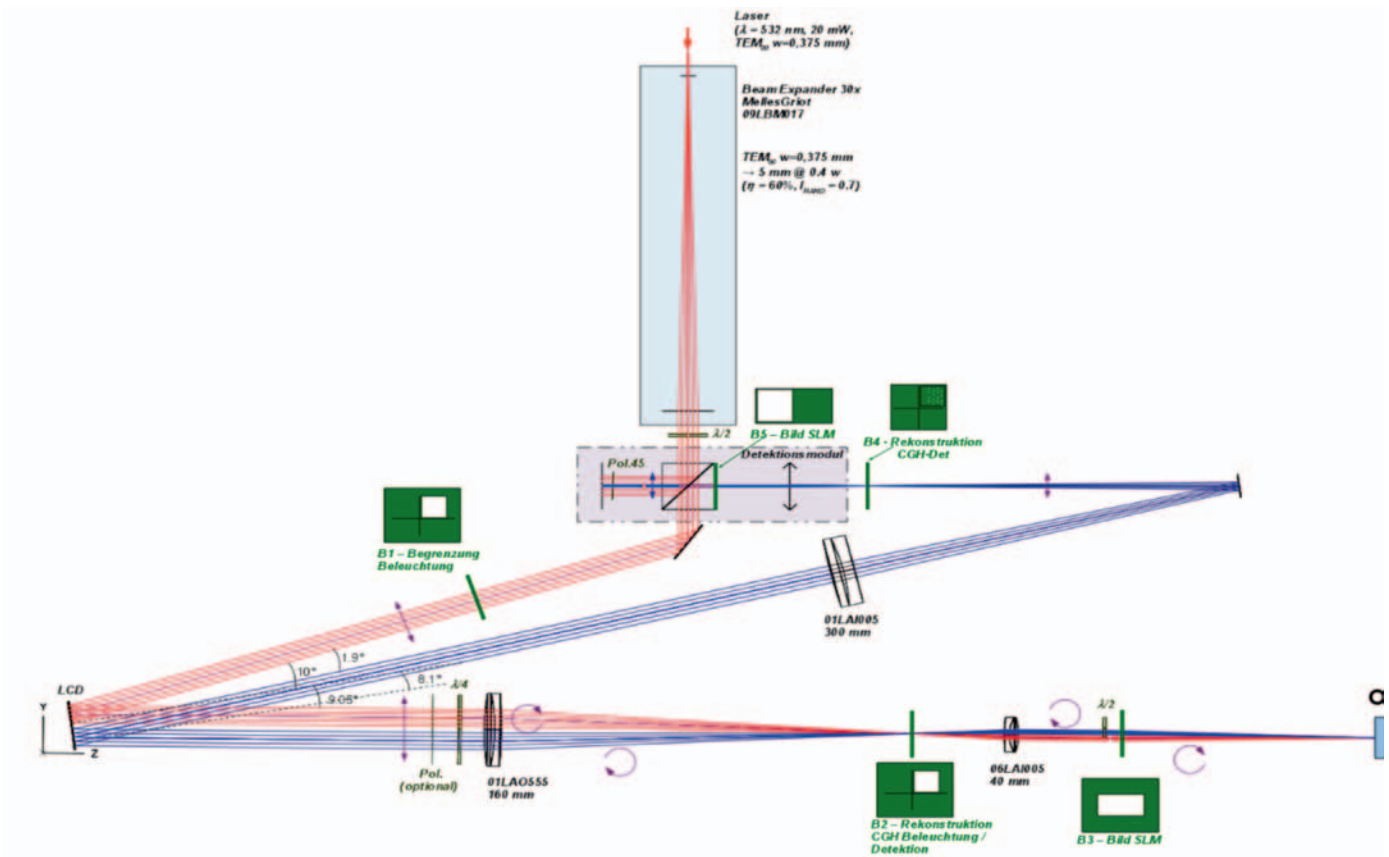 Laser
(λ = 532 nm, 20 mW,
TEM₀₀ w=0,375 mm)
Beam Expander 30x
MellesGriot
09LBM017
TEM₀₀ w=0,375 mm
→ 5 mm @ 0.4 w
(η = 60%, I_RAND = 0.7)
λ/2
B5 – Bild SLM
B4 - Rekonstruktion
CGH-Det
Pol.45
Detektionsmodul
B1 – Begrenzung
Beleuchtung
01LAI005
300 mm
1.9°
10°
8.1°
9.05°
LCD
Y
Z
λ/4
λ/2
Pol.
(optional)
01LAO555
160 mm
06LAI005
40 mm
B2 – Rekonstruktion
CGH Beleuchtung /
Detektion
B3 – Bild SLM